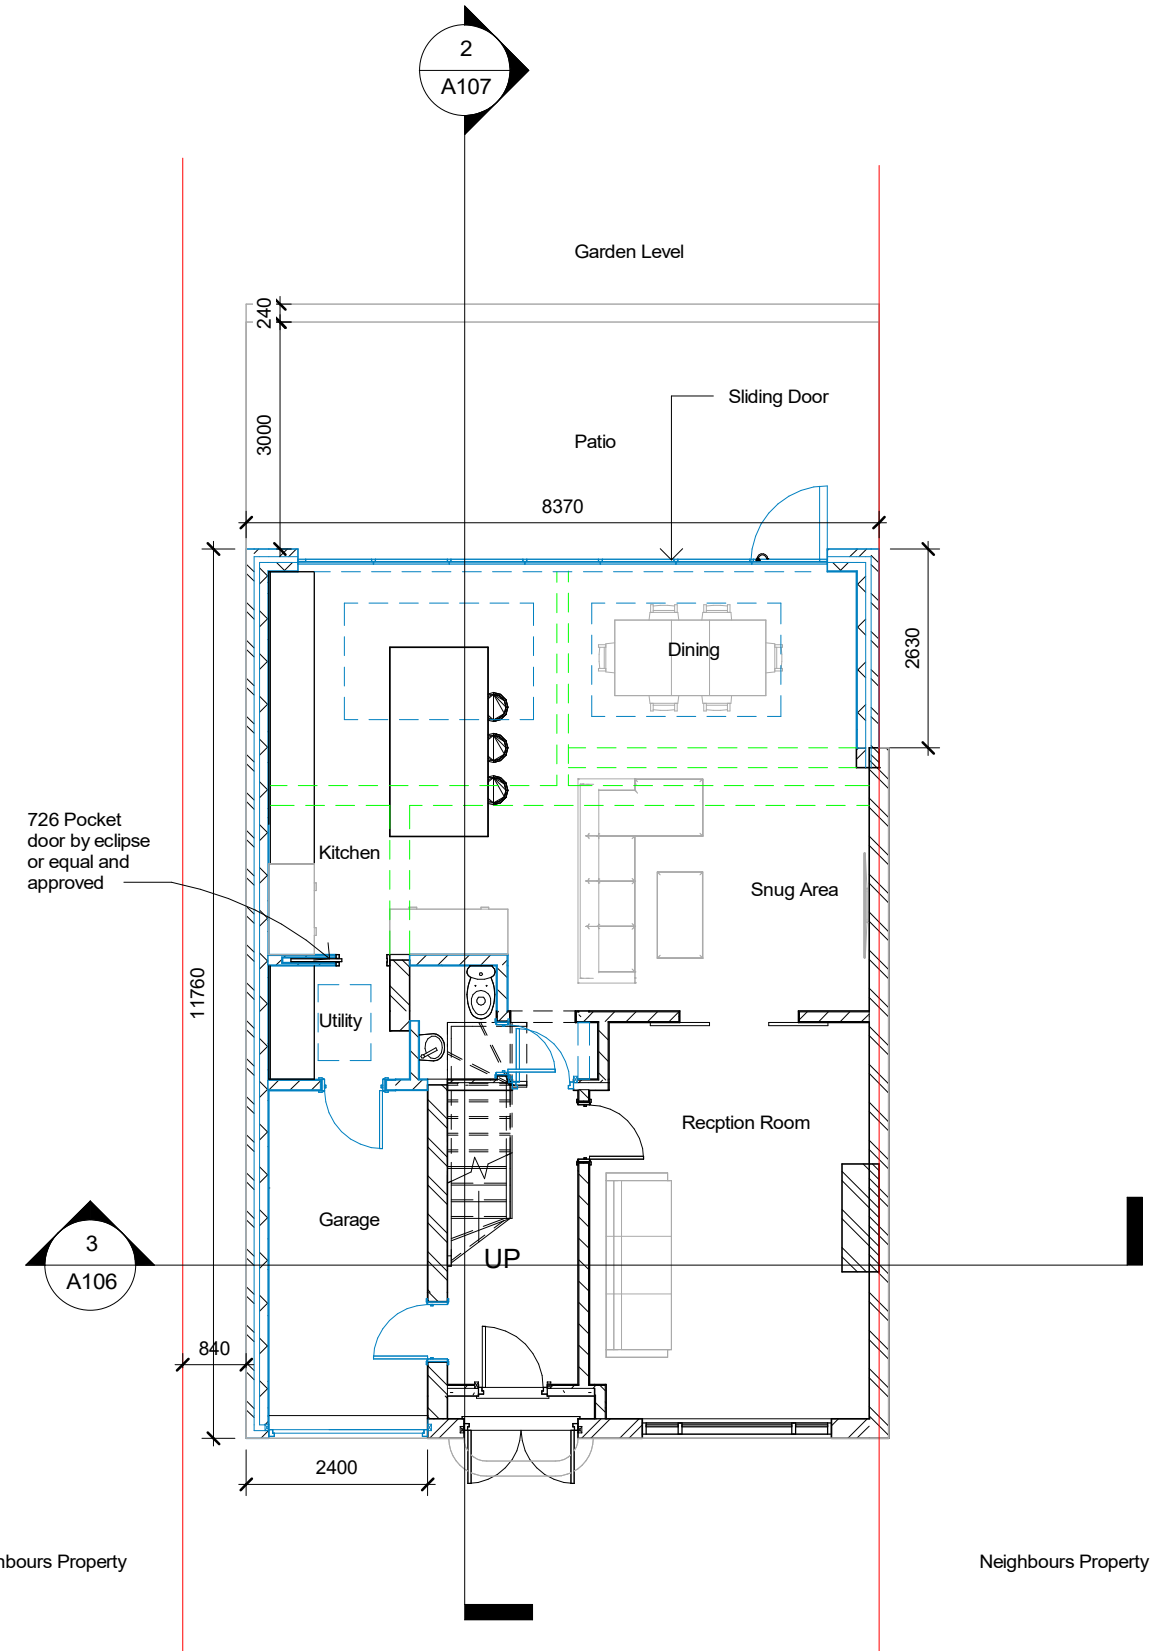 2
A107
Garden Level
240
Sliding Door
3000
Patio
8370
Dining
2630
726 Pocket
door by eclipse
or equal and
approved
Kitchen
Snug Area
11760
Utility
Recption Room
Garage
UP
3
A106
840
2400
hbours Property
Neighbours Property